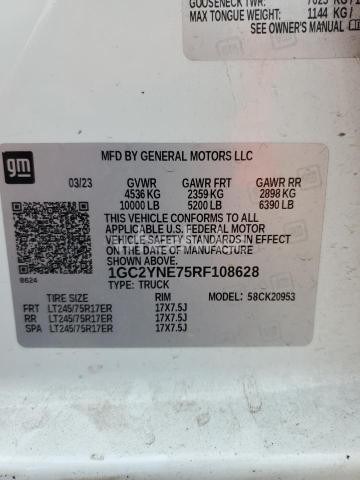 GOOSENECK TWR:
MAX TONGUE WEIGHT: 1144 KG /
SEE OWNER'S MANUAL
gm
MFD BY GENERAL MOTORS LLC
03/23 GVWR GAWR FRT GAWR RR
4536 KG 2359 KG 2898 KG
10000 LB 5200 LB 6390 LB
THIS VEHICLE CONFORMS TO ALL
APPLICABLE U.S. FEDERAL MOTOR
VEHICLE SAFETY STANDARDS IN EFFECT
ON THE DATE OF MANUFACTURE
SHOWN ABOVE.
1GC2YNE75RF108628
TYPE: TRUCK
8624
TIRE SIZE RIM MODEL: 58CK20953
FRT LT245/75R17ER 17X7.5J
RR LT245/75R17ER 17X7.5J
SPA LT245/75R17ER 17X7.5J